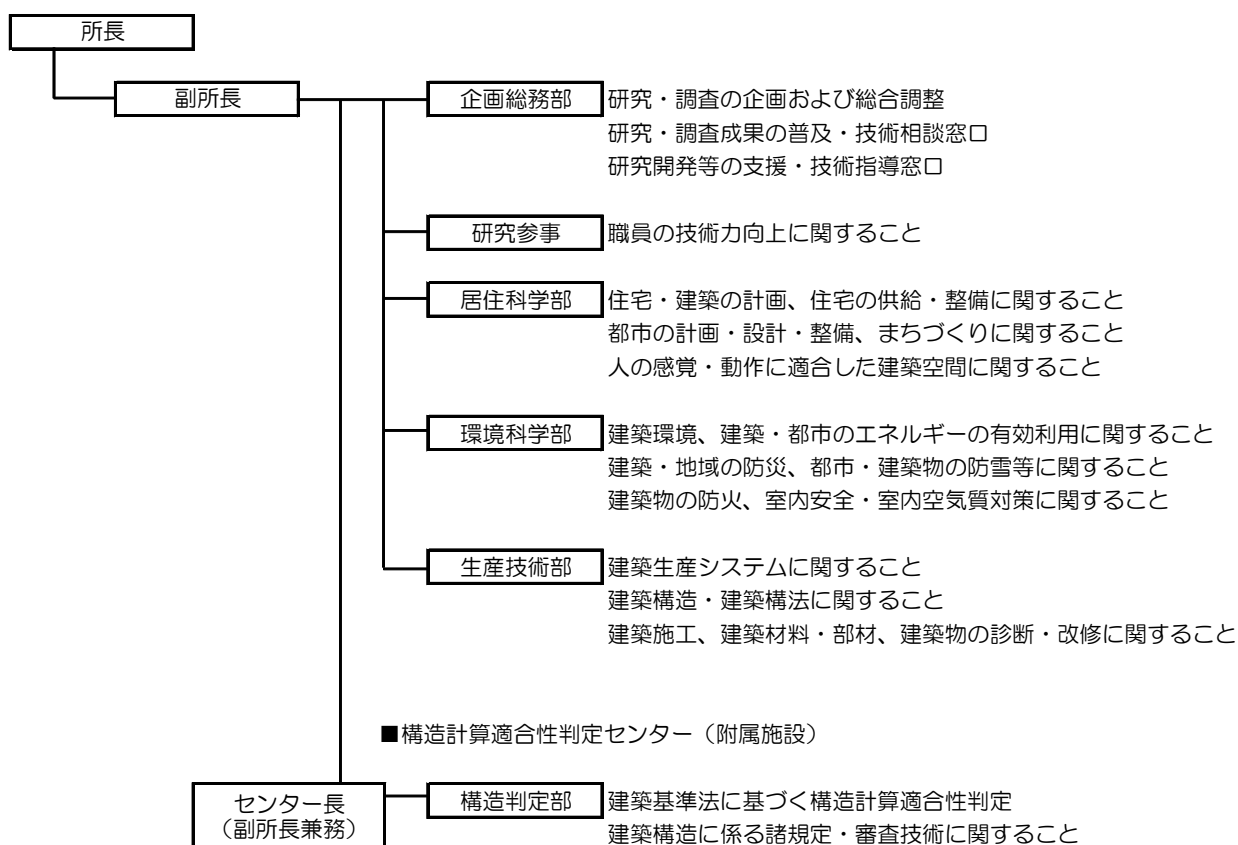 所長
副所長
企画総務部
研究・調査の企画および総合調整
研究・調査成果の普及・技術相談窓口
研究開発等の支援・技術指導窓口
研究参事
職員の技術力向上に関すること
居住科学部
住宅・建築の計画、住宅の供給・整備に関すること
都市の計画・設計・整備、まちづくりに関すること
人の感覚・動作に適合した建築空間に関すること
環境科学部
建築環境、建築・都市のエネルギーの有効利用に関すること
建築・地域の防災、都市・建築物の防雪等に関すること
建築物の防火、室内安全・室内空気質対策に関すること
生産技術部
建築生産システムに関すること
建築構造・建築構法に関すること
建築施工、建築材料・部材、建築物の診断・改修に関すること
■構造計算適合性判定センター（附属施設）
センター長
（副所長兼務）
構造判定部
建築基準法に基づく構造計算適合性判定
建築構造に係る諸規定・審査技術に関すること